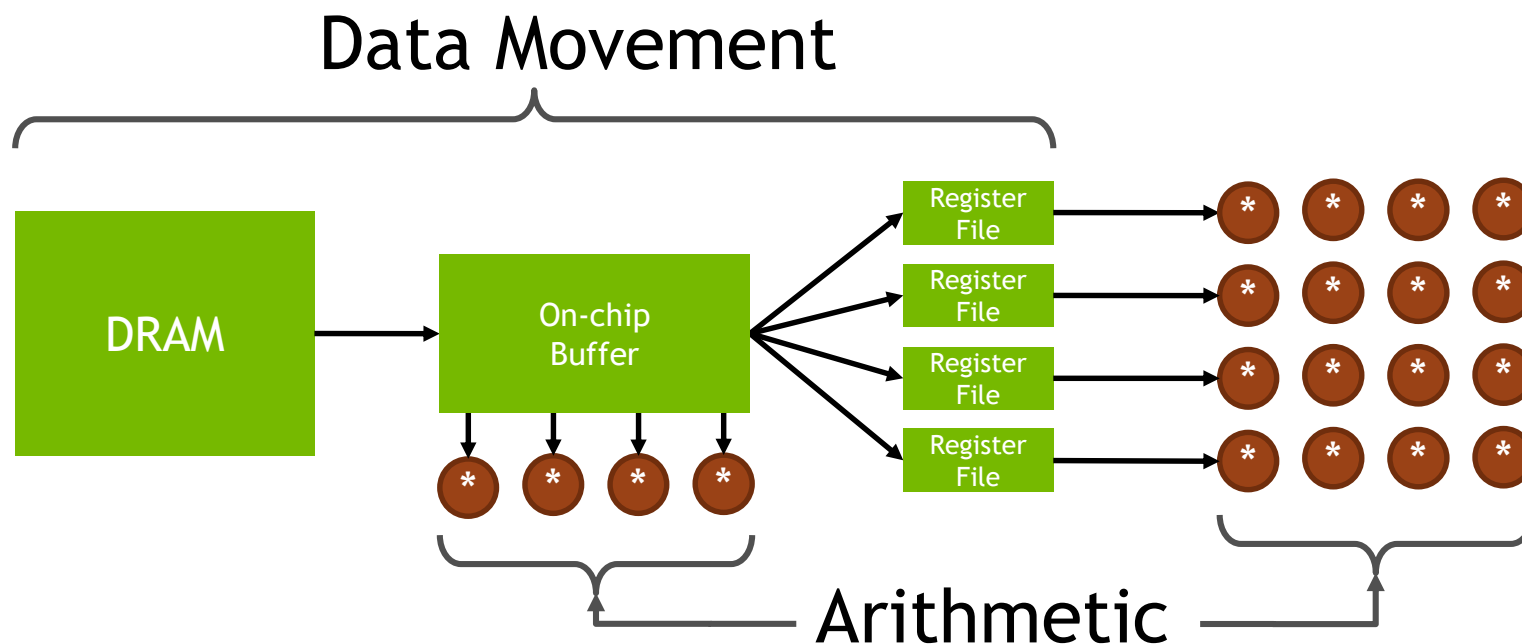 Data Movement
DRAM
On-chip
Buffer
Register
File
Register
File
Register
File
Register
File
* * * *
* * * *
* * * *
* * * *
* * * *
Arithmetic